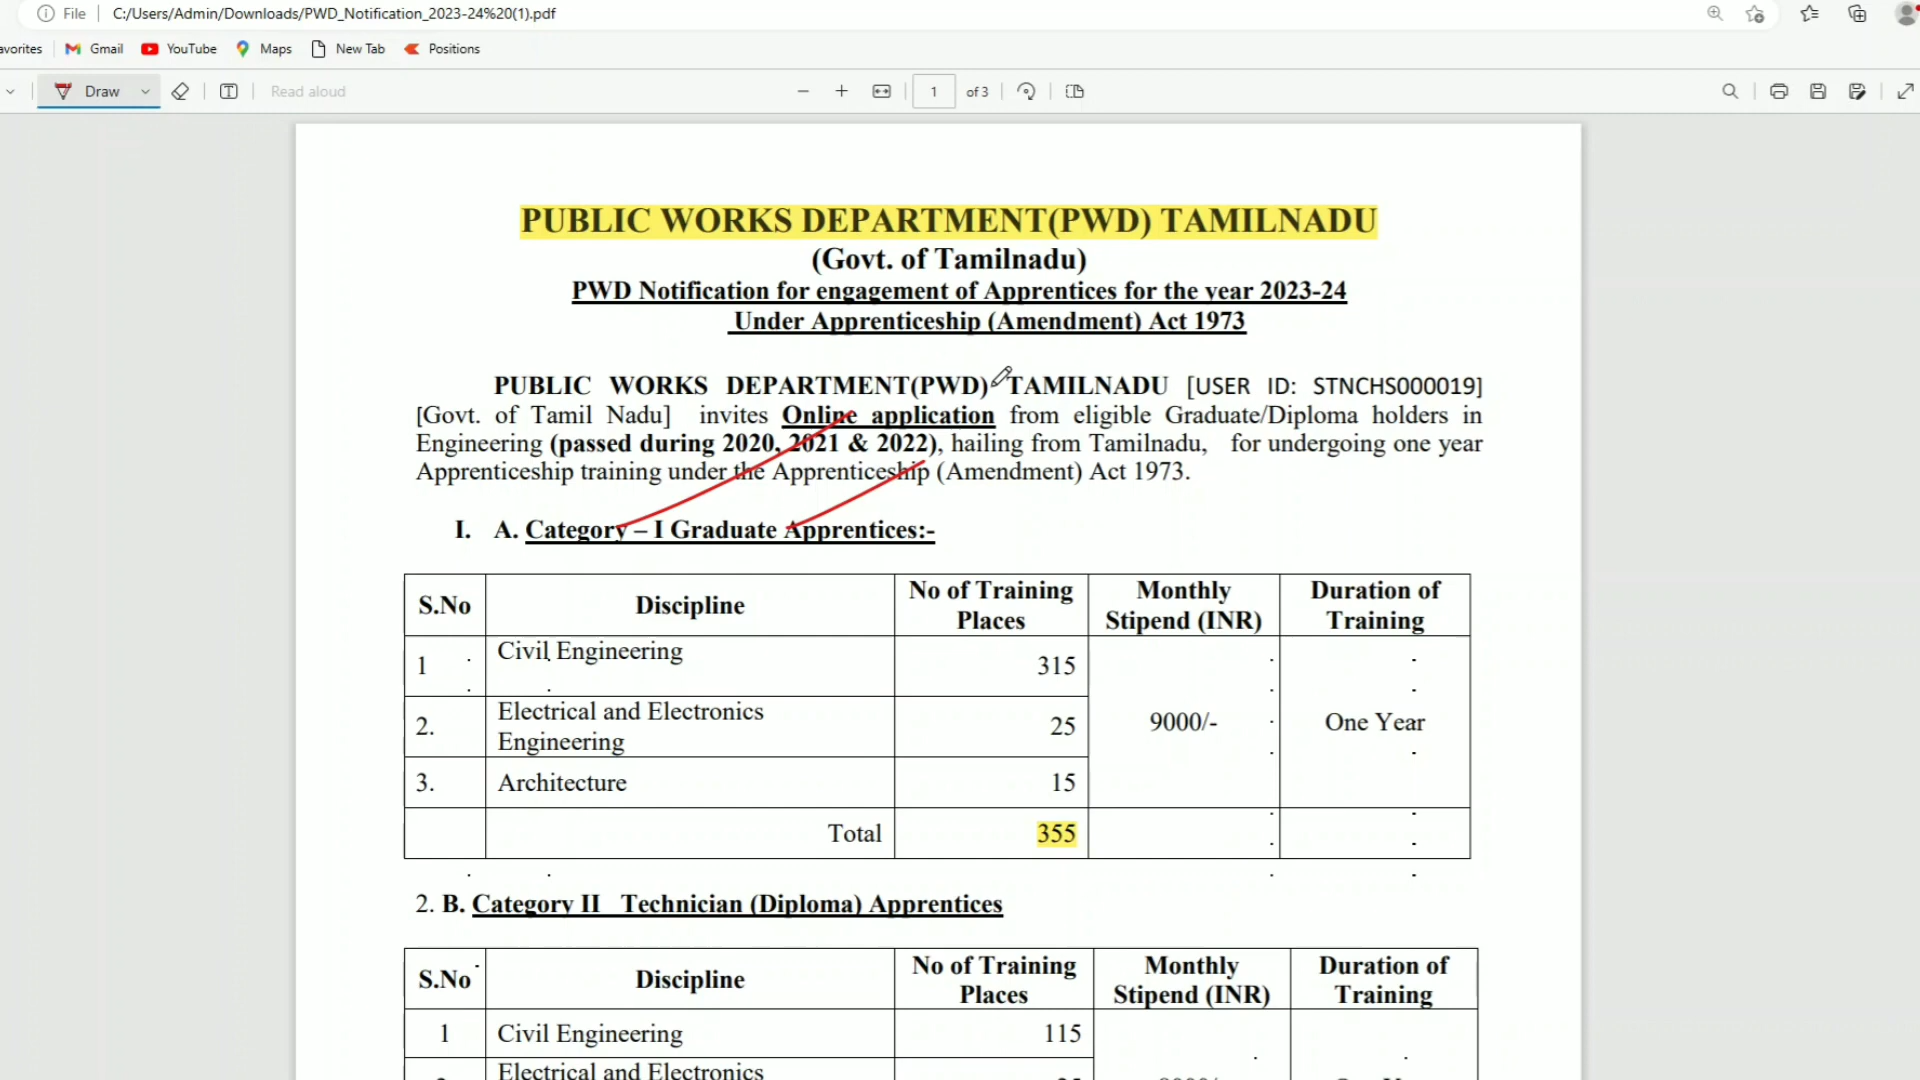 File C:/Users/Admin/Downloads/PWD_Notification_2023-24%20(1).pdf
avorites Gmail YouTube Maps New Tab Positions
Draw Read aloud 1 of 3
PUBLIC WORKS DEPARTMENT(PWD) TAMILNADU
(Govt. of Tamilnadu)
PWD Notification for engagement of Apprentices for the year 2023-24
Under Apprenticeship (Amendment) Act 1973
PUBLIC WORKS DEPARTMENT(PWD) TAMILNADU [USER ID: STNCHS000019]
[Govt. of Tamil Nadu] invites Online application from eligible Graduate/Diploma holders in
Engineering (passed during 2020, 2021 & 2022), hailing from Tamilnadu, for undergoing one year
Apprenticeship training under the Apprenticeship (Amendment) Act 1973.
I. A. Category – I Graduate Apprentices:-
S.No Discipline No of Training Places Monthly Stipend (INR) Duration of Training
1 Civil Engineering 315
2. Electrical and Electronics Engineering 25 9000/- One Year
3. Architecture 15
Total 355
2. B. Category II Technician (Diploma) Apprentices
S.No Discipline No of Training Places Monthly Stipend (INR) Duration of Training
1 Civil Engineering 115
Electrical and Electronics